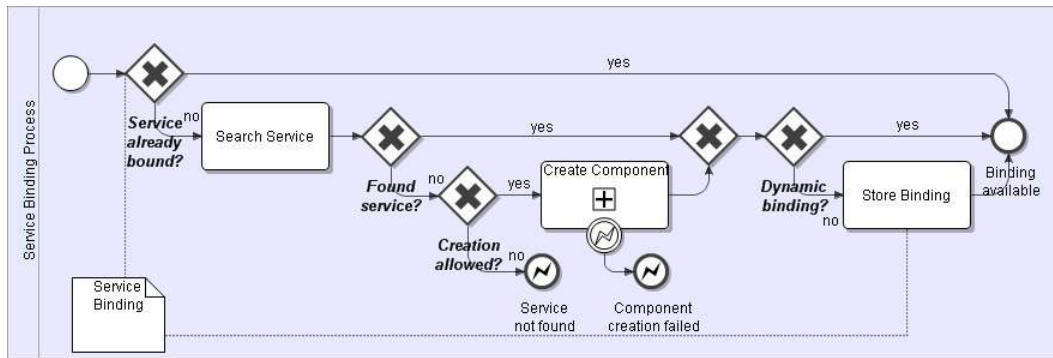 Service Binding Process
yes
no
Service
already
bound?
Search Service
yes
Found
service?
no
yes
Create Component
Creation
allowed?
no
Service
not found
Component
creation failed
yes
Dynamic
binding?
no
Store Binding
Binding
available
Service
Binding